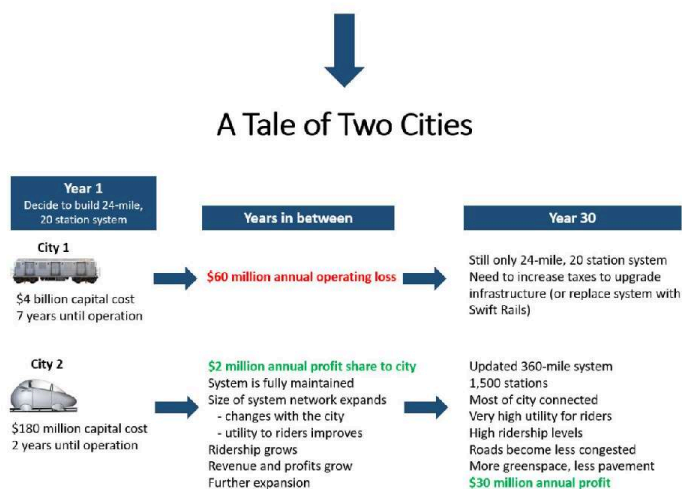 A Tale of Two Cities
Year 1
Decide to build 24-mile,
20 station system
Years in between
Year 30
City 1
$4 billion capital cost
7 years until operation
$60 million annual operating loss
Still only 24-mile, 20 station system
Need to increase taxes to upgrade
infrastructure (or replace system with
Swift Rails)
City 2
$180 million capital cost
2 years until operation
$2 million annual profit share to city
System is fully maintained
Size of system network expands
- changes with the city
- utility to riders improves
Ridership grows
Revenue and profits grow
Further expansion
Updated 360-mile system
1,500 stations
Most of city connected
Very high utility for riders
High ridership levels
Roads become less congested
More greenspace, less pavement
$30 million annual profit